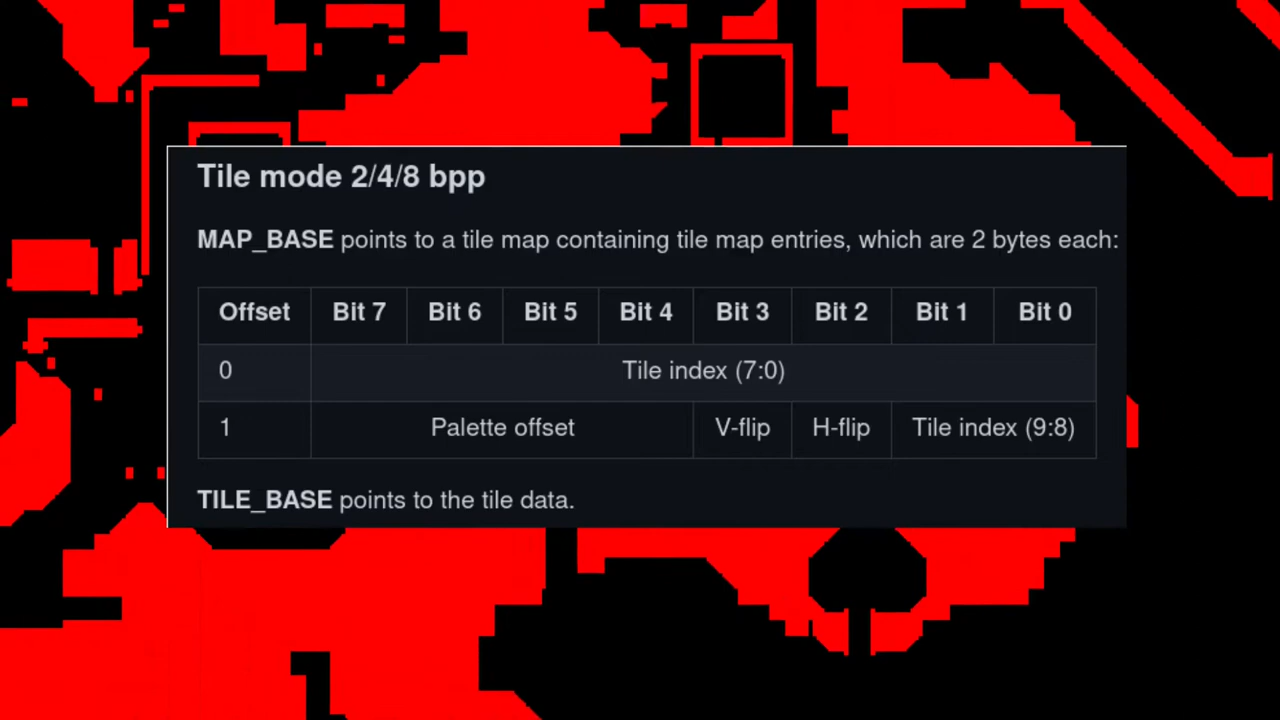 Tile mode 2/4/8 bpp
MAP_BASE points to a tile map containing tile map entries, which are 2 bytes each:
Offset Bit 7 Bit 6 Bit 5 Bit 4 Bit 3 Bit 2 Bit 1 Bit 0
0 Tile index (7:0)
1 Palette offset V-flip H-flip Tile index (9:8)
TILE_BASE points to the tile data.